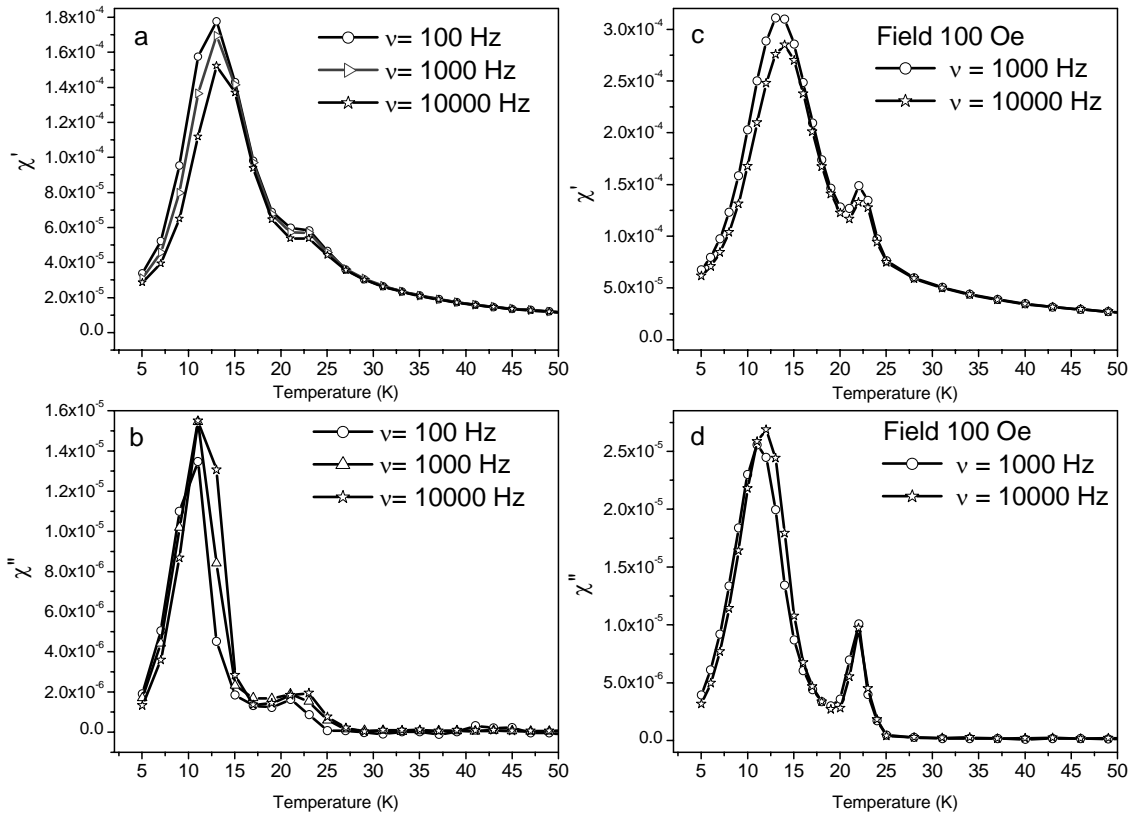 a
ν= 100 Hz
ν= 1000 Hz
ν= 10000 Hz
χ'
1.8x10⁻⁴
1.6x10⁻⁴
1.4x10⁻⁴
1.2x10⁻⁴
1.0x10⁻⁴
8.0x10⁻⁵
6.0x10⁻⁵
4.0x10⁻⁵
2.0x10⁻⁵
0.0
5 10 15 20 25 30 35 40 45 50
Temperature (K)
c
Field 100 Oe
ν = 1000 Hz
ν = 10000 Hz
χ'
3.0x10⁻⁴
2.5x10⁻⁴
2.0x10⁻⁴
1.5x10⁻⁴
1.0x10⁻⁴
5.0x10⁻⁵
0.0
5 10 15 20 25 30 35 40 45 50
Temperature (K)
b
ν= 100 Hz
ν= 1000 Hz
ν= 10000 Hz
χ"
1.6x10⁻⁵
1.4x10⁻⁵
1.2x10⁻⁵
1.0x10⁻⁵
8.0x10⁻⁶
6.0x10⁻⁶
4.0x10⁻⁶
2.0x10⁻⁶
0.0
5 10 15 20 25 30 35 40 45 50
Temperature (K)
d
Field 100 Oe
ν = 1000 Hz
ν = 10000 Hz
χ"
2.5x10⁻⁵
2.0x10⁻⁵
1.5x10⁻⁵
1.0x10⁻⁵
5.0x10⁻⁶
0.0
5 10 15 20 25 30 35 40 45 50
Temperature (K)